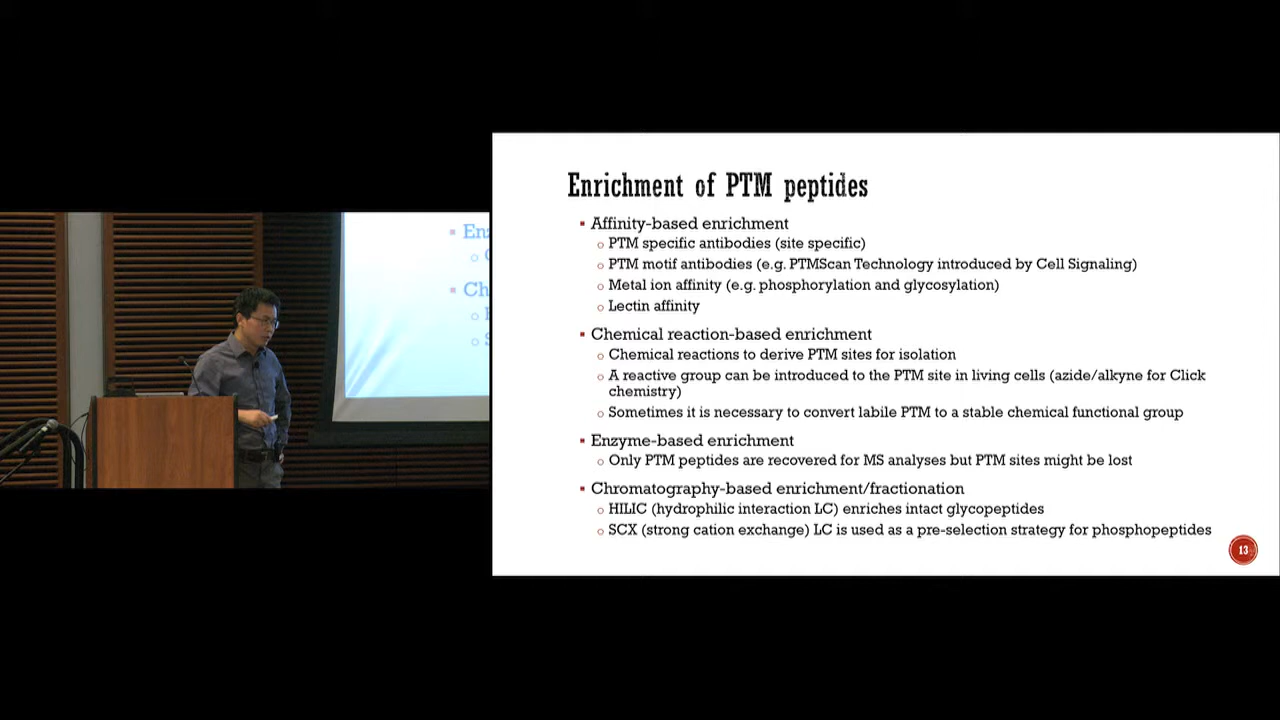 Enrichment of PTM peptides
▪ Affinity-based enrichment
○ PTM specific antibodies (site specific)
○ PTM motif antibodies (e.g. PTMScan Technology introduced by Cell Signaling)
○ Metal ion affinity (e.g. phosphorylation and glycosylation)
○ Lectin affinity
▪ Chemical reaction-based enrichment
○ Chemical reactions to derive PTM sites for isolation
○ A reactive group can be introduced to the PTM site in living cells (azide/alkyne for Click
chemistry)
○ Sometimes it is necessary to convert labile PTM to a stable chemical functional group
▪ Enzyme-based enrichment
○ Only PTM peptides are recovered for MS analyses but PTM sites might be lost
▪ Chromatography-based enrichment/fractionation
○ HILIC (hydrophilic interaction LC) enriches intact glycopeptides
○ SCX (strong cation exchange) LC is used as a pre-selection strategy for phosphopeptides
13